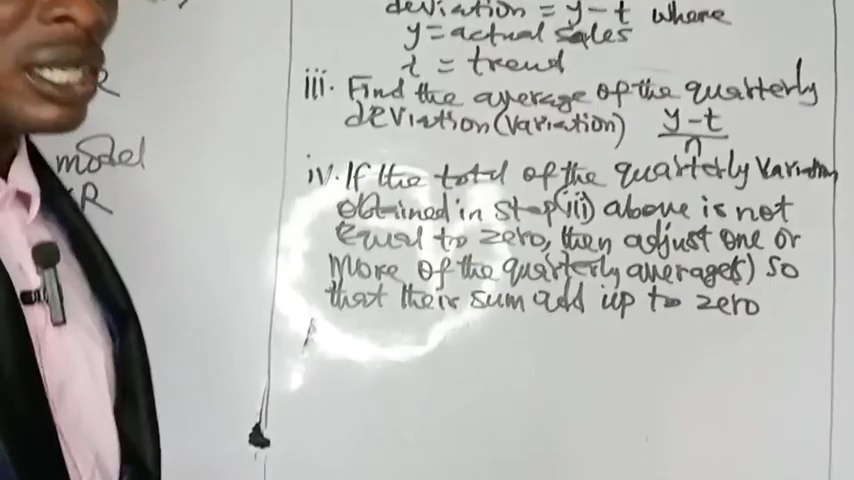 deviation = y-t where
y = actual sales
t = trend
iii. Find the average of the quarterly
deviation (variation) y-t
n
iv. If the total of the quarterly variation
obtained in step (iii) above is not
Equal to zero, then adjust one or
More of the quarterly average(s) so
that their sum add up to zero
model
R
R